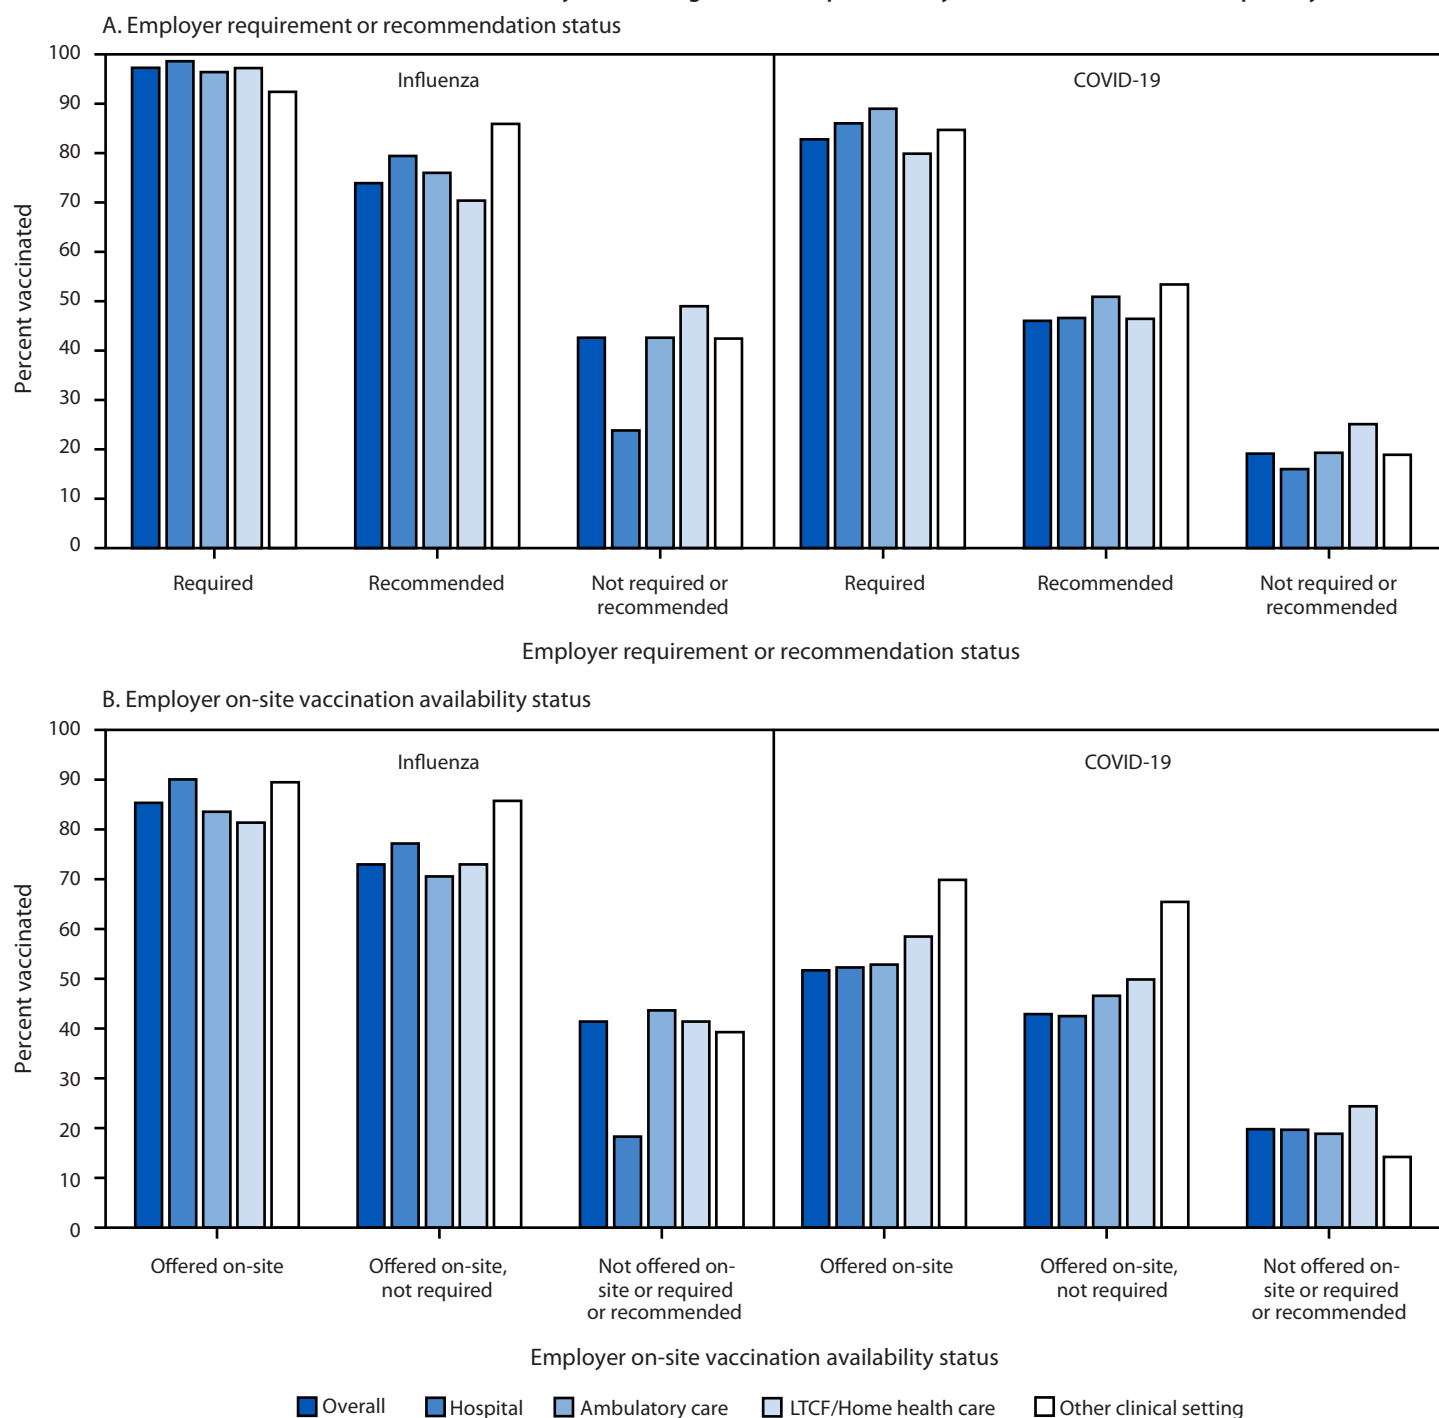 A. Employer requirement or recommendation status
100
90
80
70
60
50
40
30
20
10
0
Percent vaccinated
Influenza
COVID-19
Required
Recommended
Not required or
recommended
Required
Recommended
Not required or
recommended
Employer requirement or recommendation status
B. Employer on-site vaccination availability status
100
90
80
70
60
50
40
30
20
10
0
Percent vaccinated
Influenza
COVID-19
Offered on-site
Offered on-site,
not required
Not offered on-
site or required
or recommended
Offered on-site
Offered on-site,
not required
Not offered on-
site or required
or recommended
Employer on-site vaccination availability status
Overall
Hospital
Ambulatory care
LTCF/Home health care
Other clinical setting